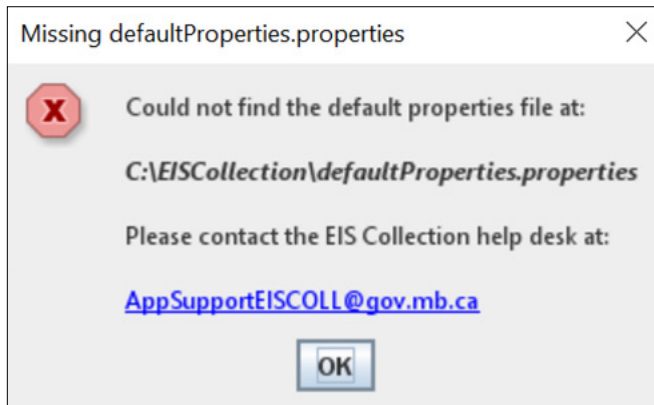 Missing defaultProperties.properties
Could not find the default properties file at:
C:\EISCollection\defaultProperties.properties
Please contact the EIS Collection help desk at:
AppSupportEISCOLL@gov.mb.ca
OK